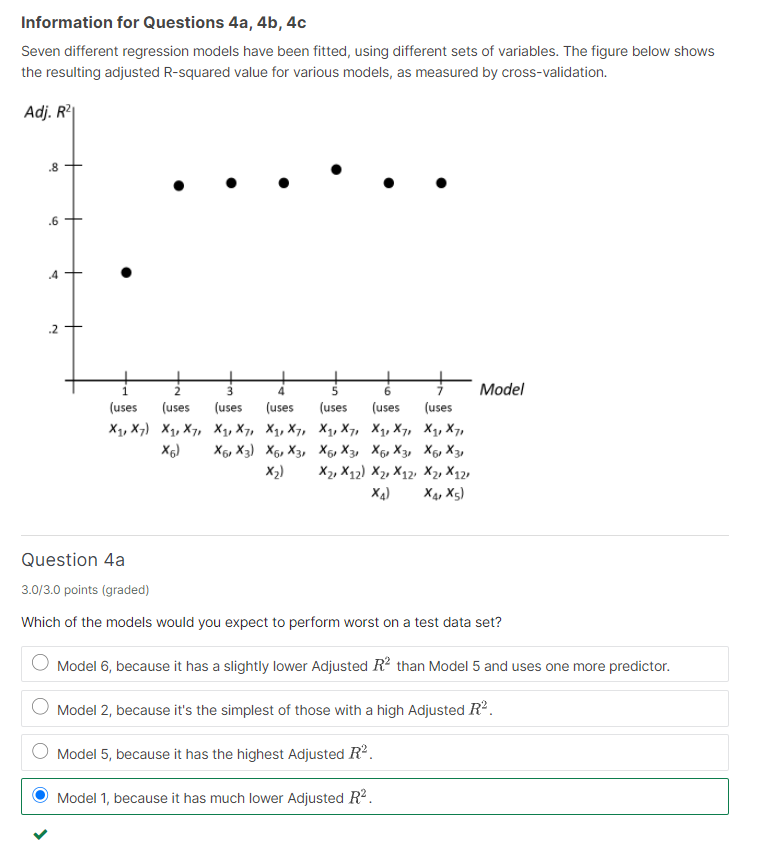 Information for Questions 4a, 4b, 4c
Seven different regression models have been fitted, using different sets of variables. The figure below shows
the resulting adjusted R-squared value for various models, as measured by cross-validation.
Adj. R²
.8
.6
.4
.2
1 2 3 4 5 6 7 Model
(uses (uses (uses (uses (uses (uses (uses
X₁, X₇) X₁, X₇, X₁, X₇, X₁, X₇, X₁, X₇, X₁, X₇, X₁, X₇,
X₆) X₆, X₃) X₆, X₃, X₆, X₃, X₆, X₃, X₆, X₃,
X₂) X₂, X₁₂) X₂, X₁₂, X₂, X₁₂,
X₄) X₄, X₅)
Question 4a
3.0/3.0 points (graded)
Which of the models would you expect to perform worst on a test data set?
Model 6, because it has a slightly lower Adjusted R² than Model 5 and uses one more predictor.
Model 2, because it's the simplest of those with a high Adjusted R².
Model 5, because it has the highest Adjusted R².
Model 1, because it has much lower Adjusted R².